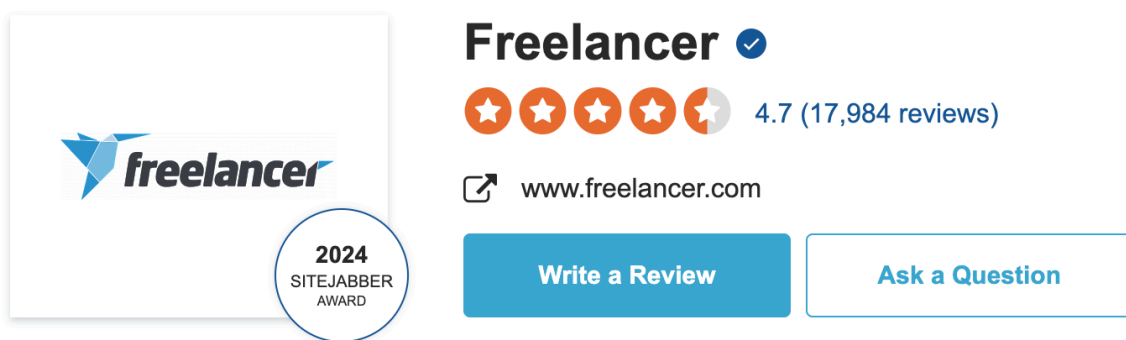 Freelancer
4.7 (17,984 reviews)
freelancer
www.freelancer.com
2024
SITEJABBER
AWARD
Write a Review
Ask a Question